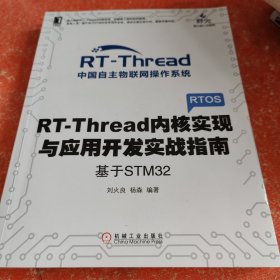 RT-Thread
中国自主物联网操作系统
RTOS
RT-Thread内核实现
与应用开发实战指南
基于STM32
刘火良 杨森 编著
机械工业出版社
China Machine Press